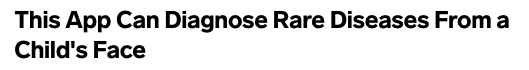 This App Can Diagnose Rare Diseases From a
Child's Face